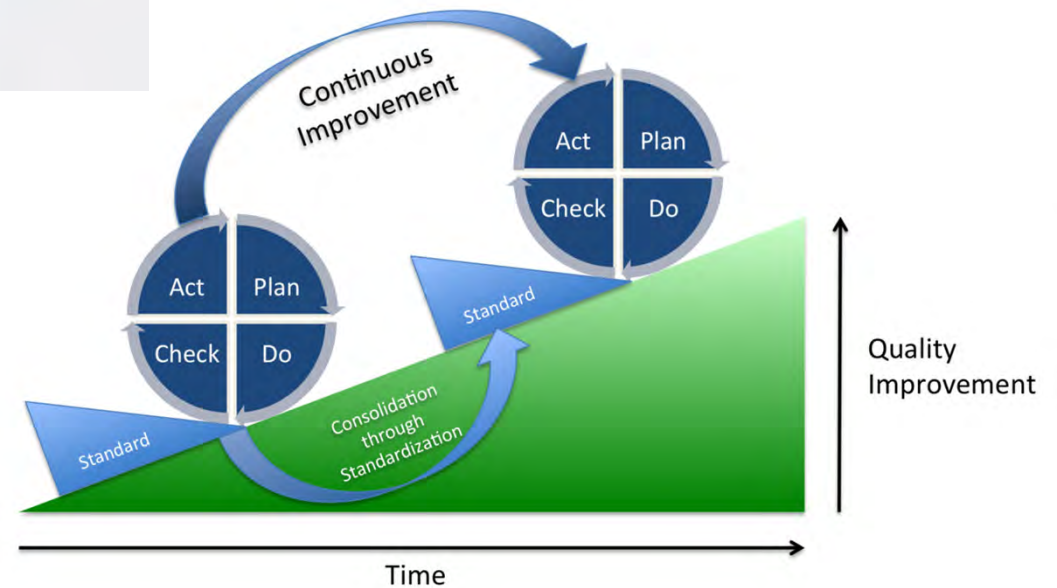 Continuous
Improvement
Act
Plan
Check
Do
Act
Plan
Check
Do
Standard
Standard
Consolidation
through
Standardization
Quality
Improvement
Time